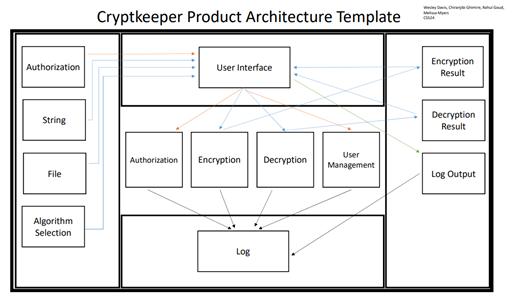 Cryptkeeper Product Architecture Template
Wesley Davis, Chiranjib Ghimire, Rahul Goud,
Melissa Myers
CS524
Authorization
String
File
Algorithm
Selection
User Interface
Authorization
Encryption
Decryption
User
Management
Log
Encryption
Result
Decryption
Result
Log Output